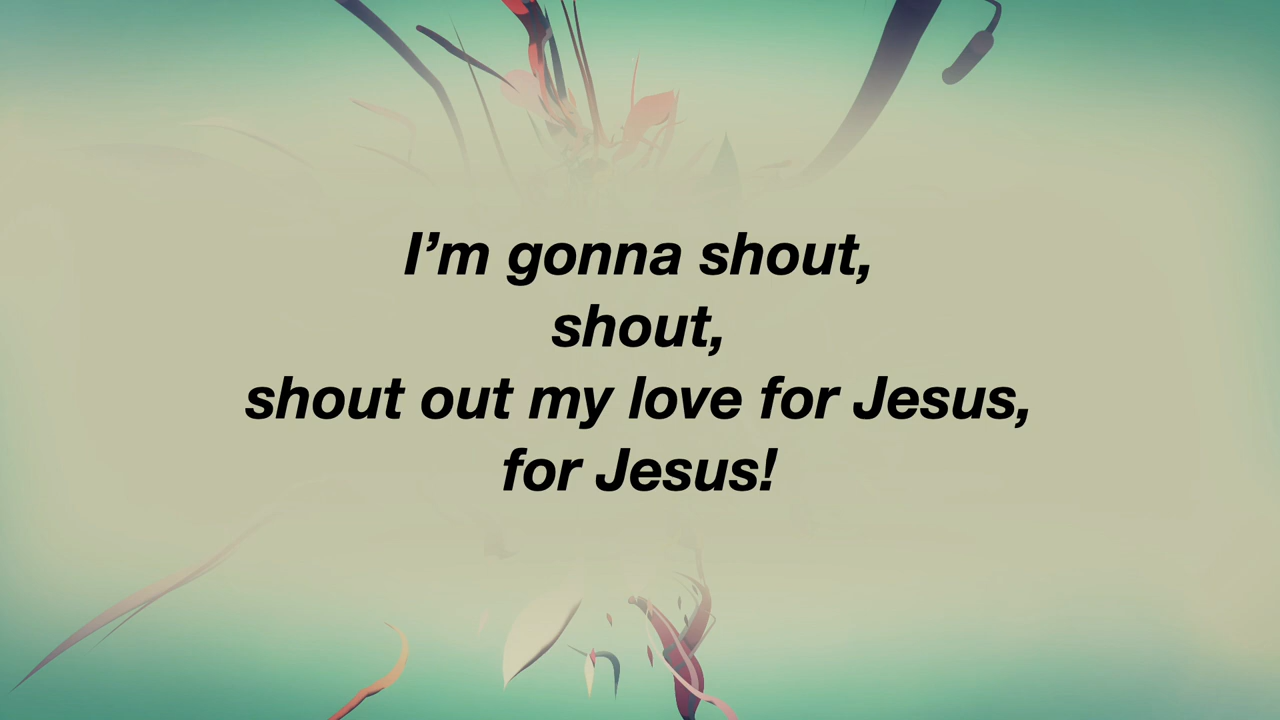 I’m gonna shout,
shout,
shout out my love for Jesus,
for Jesus!